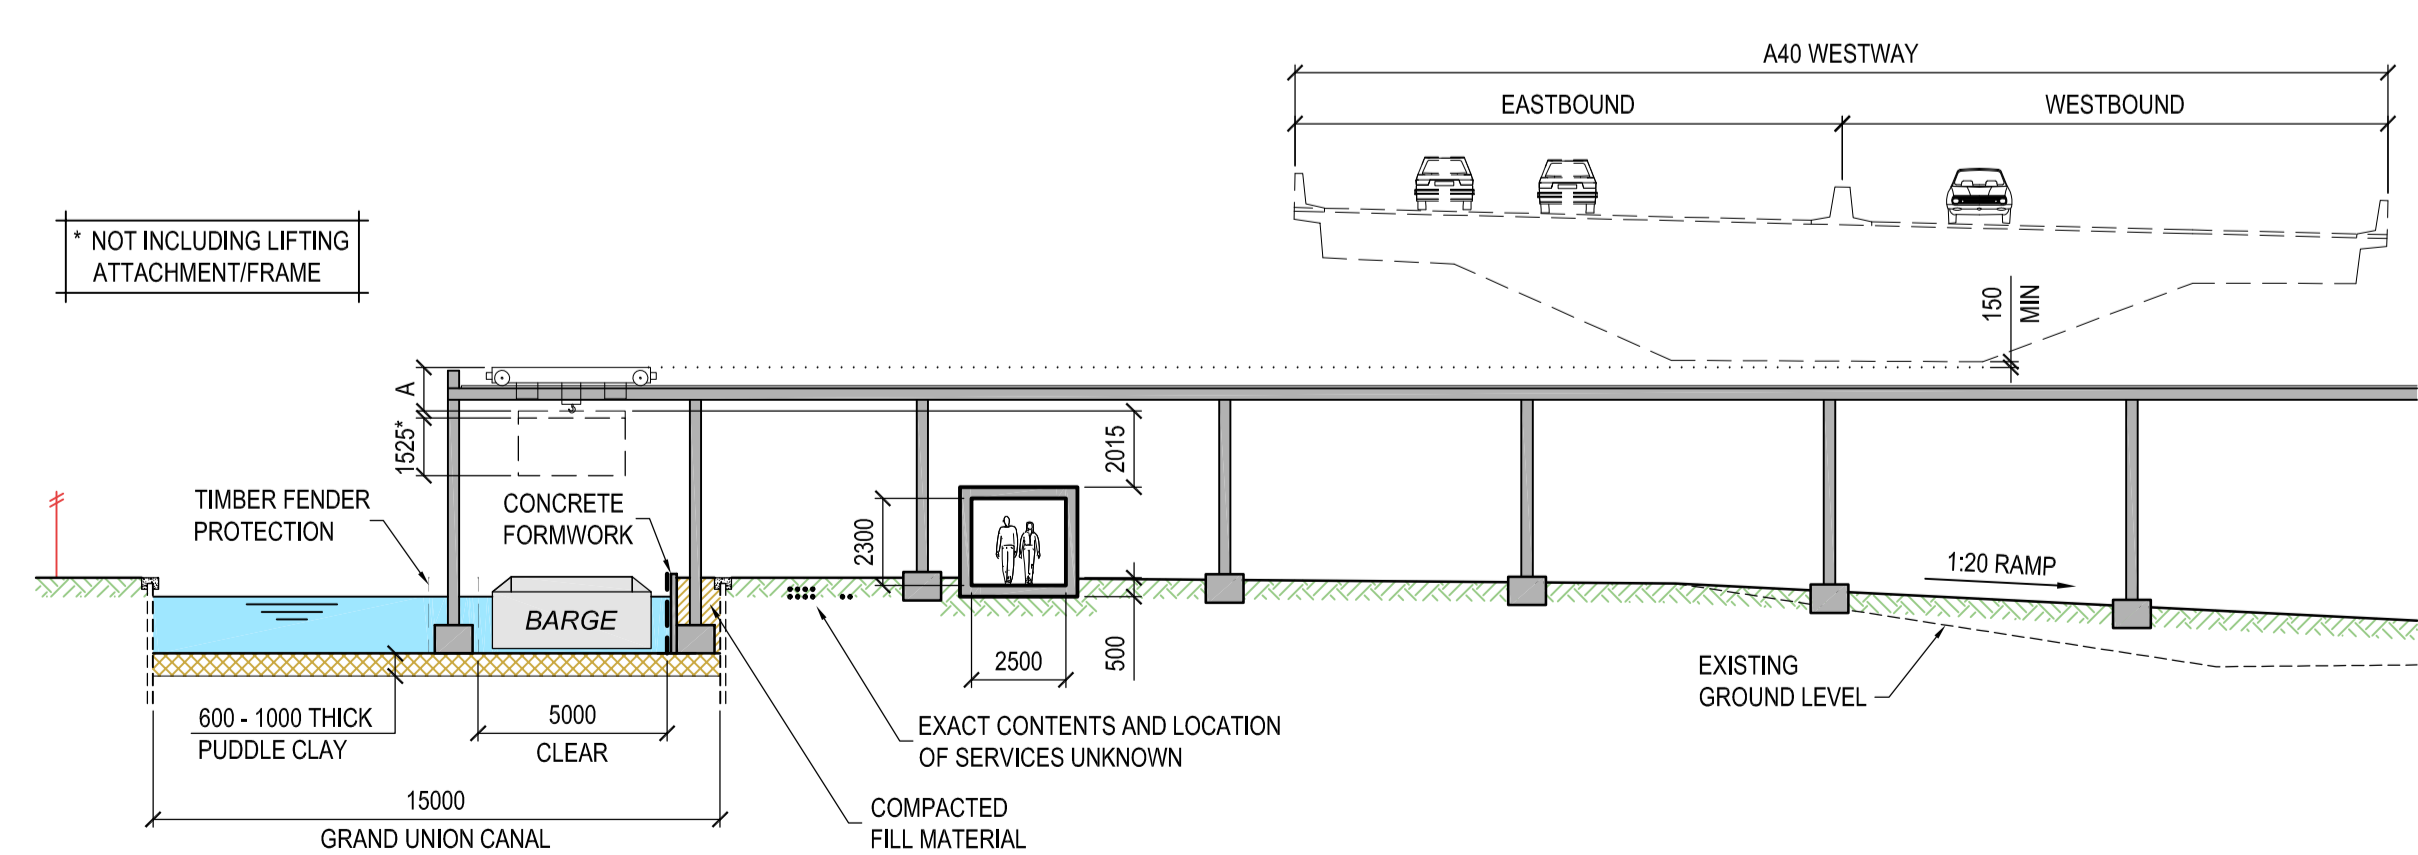 A40 WESTWAY
EASTBOUND
WESTBOUND
* NOT INCLUDING LIFTING
ATTACHMENT/FRAME
150
MIN
A
1525*
2015
TIMBER FENDER
PROTECTION
CONCRETE
FORMWORK
2300
1:20 RAMP
BARGE
2500
500
EXISTING
GROUND LEVEL
600 - 1000 THICK
PUDDLE CLAY
5000
CLEAR
EXACT CONTENTS AND LOCATION
OF SERVICES UNKNOWN
15000
GRAND UNION CANAL
COMPACTED
FILL MATERIAL